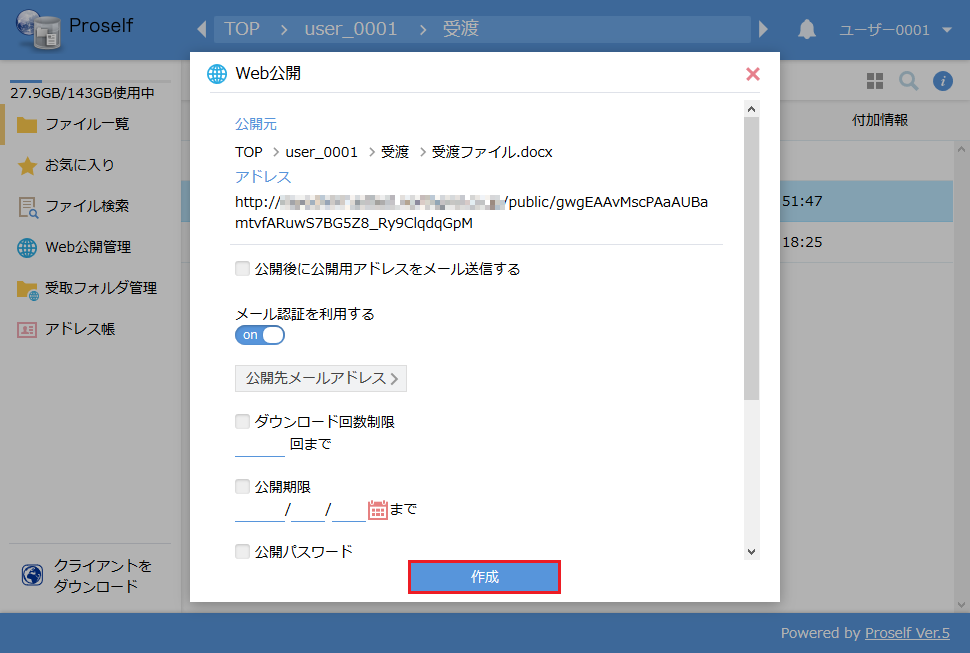 Proself
TOP > user_0001 > 受渡
ユーザー0001
27.9GB/143GB使用中
ファイル一覧
お気に入り
ファイル検索
Web公開管理
受取フォルダ管理
アドレス帳
クライアントを
ダウンロード
付加情報
51:47
18:25
Web公開
公開元
TOP > user_0001 > 受渡 > 受渡ファイル.docx
アドレス
http:// /public/gwgEAAvMscPAaAUBa
mtvfARuwS7BG5Z8_Ry9ClqdqGpM
公開後に公開用アドレスをメール送信する
メール認証を利用する
on
公開先メールアドレス
ダウンロード回数制限
回まで
公開期限
/ / まで
公開パスワード
作成
Powered by Proself Ver.5